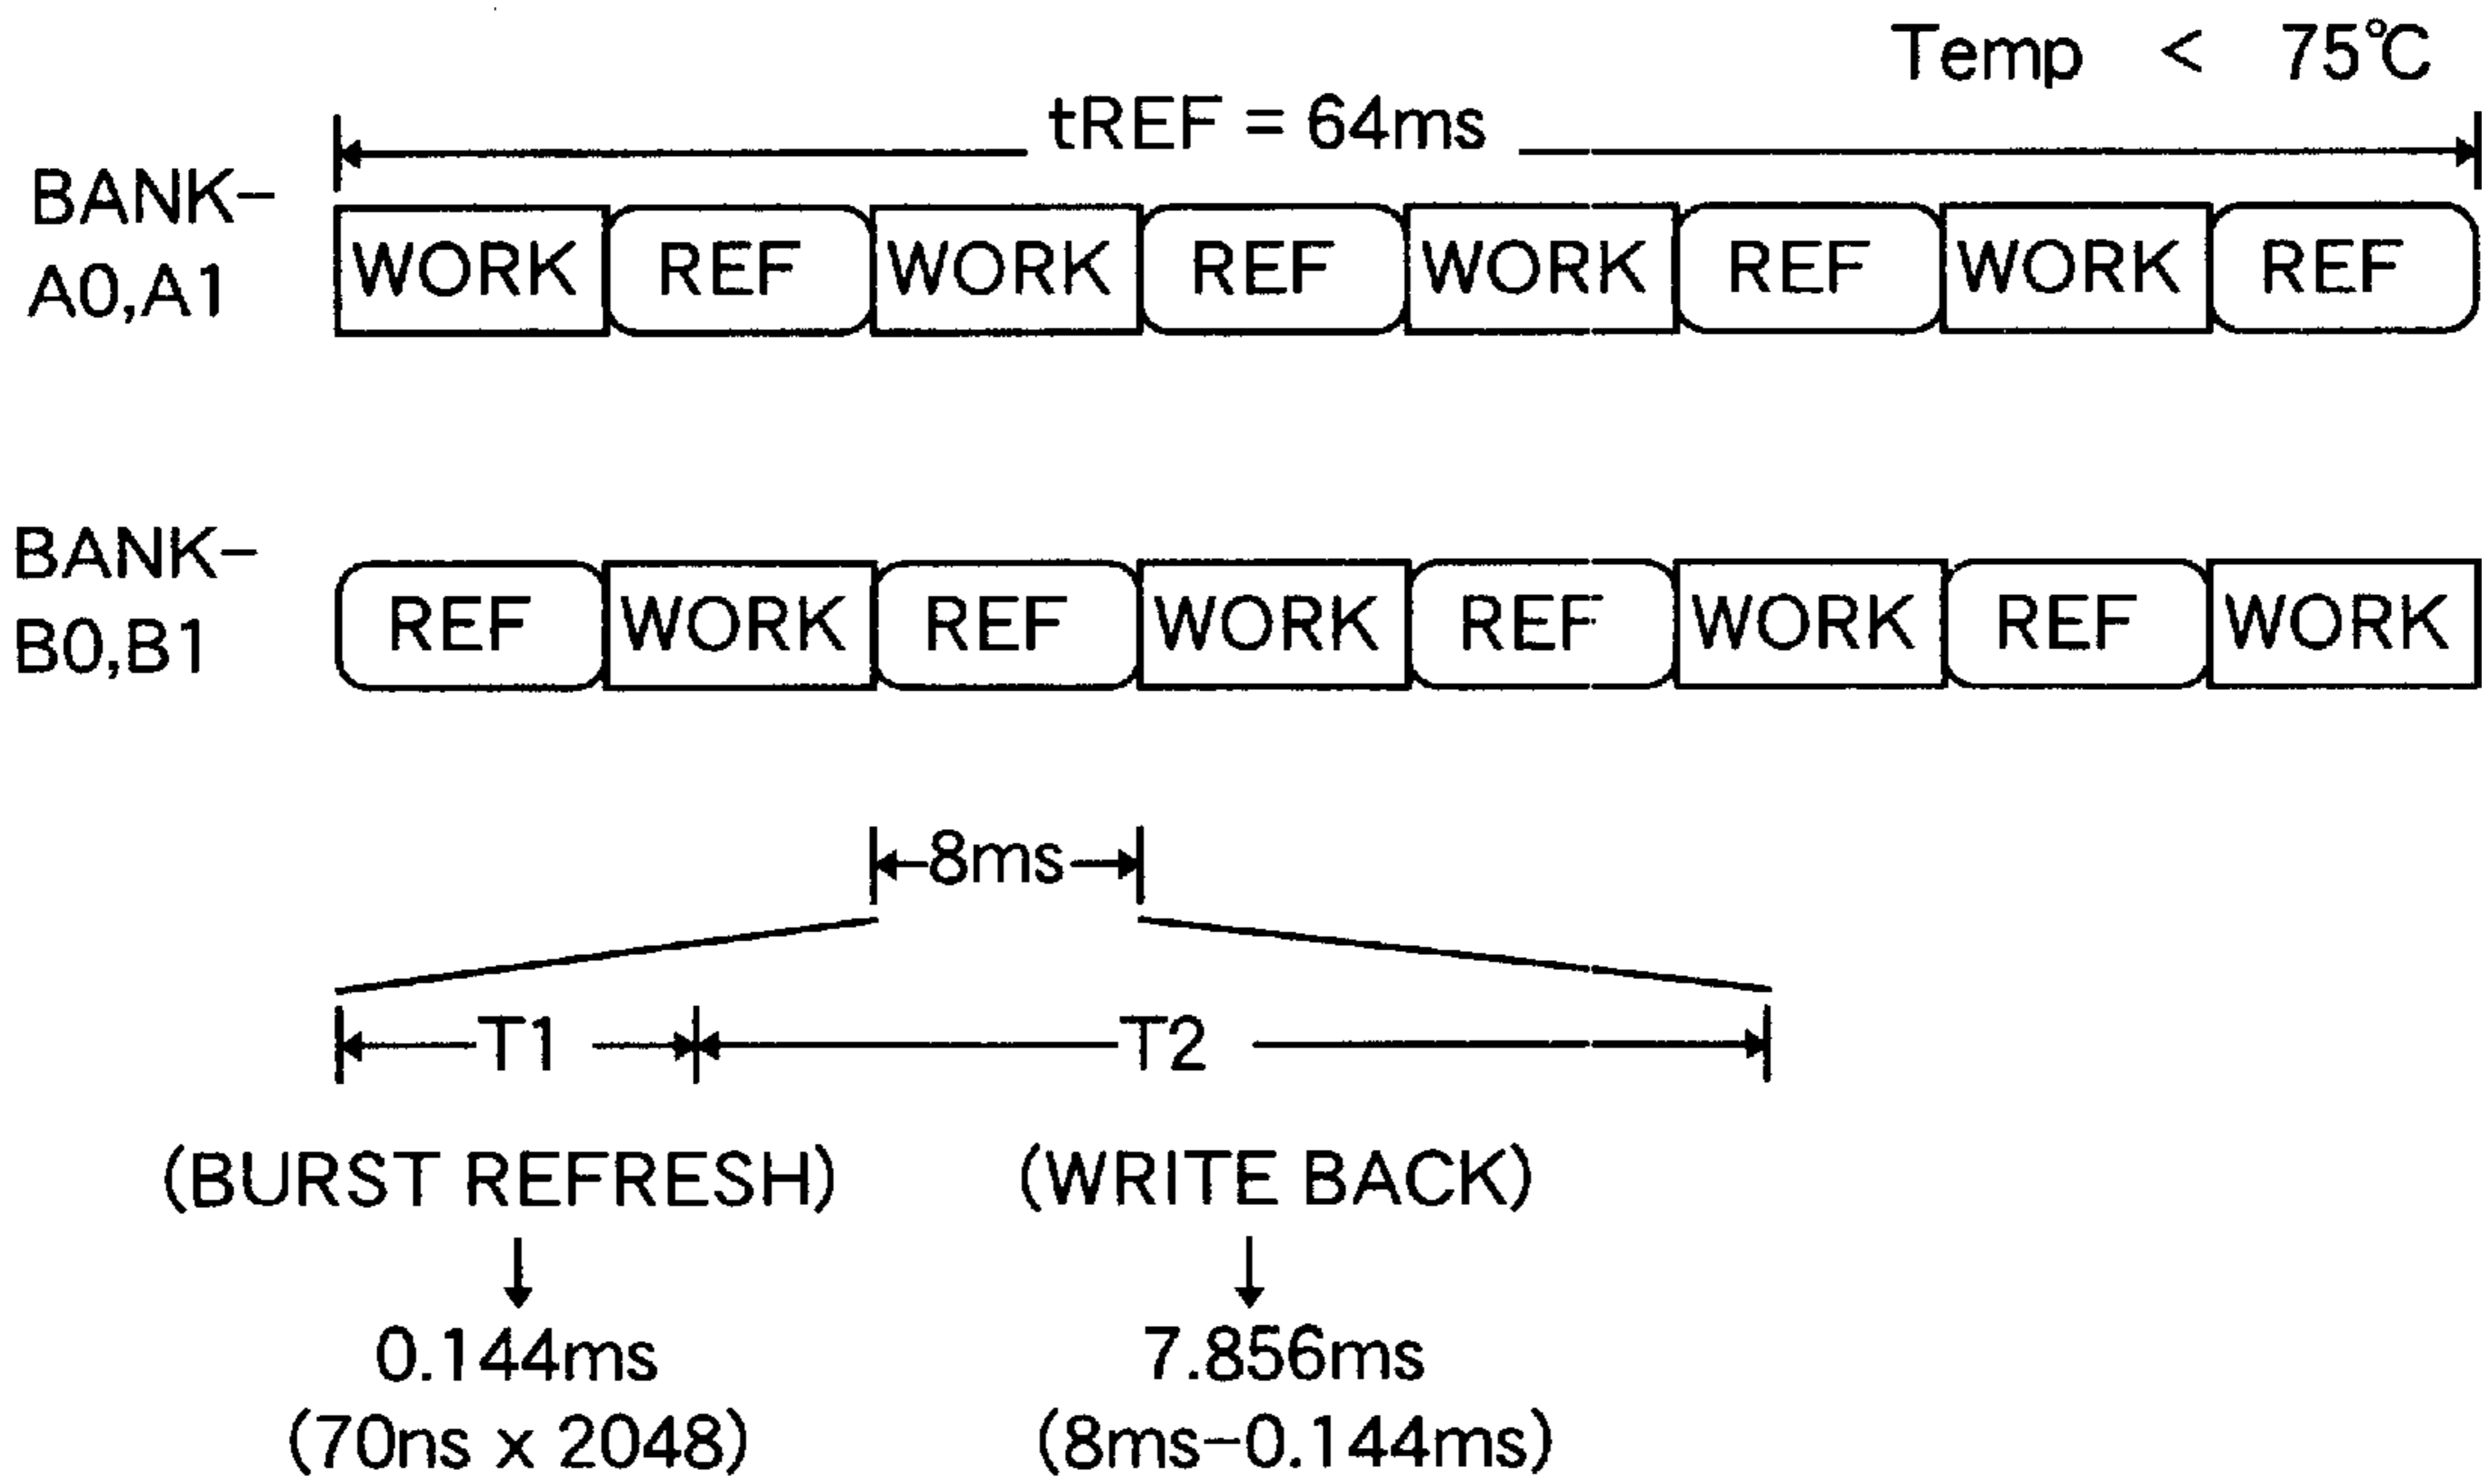 Temp < 75℃
tREF = 64ms
BANK-
A0,A1
WORK REF WORK REF WORK REF WORK REF
BANK-
B0,B1
REF WORK REF WORK REF WORK REF WORK
8ms
T1 T2
(BURST REFRESH) (WRITE BACK)
0.144ms 7.856ms
(70ns x 2048) (8ms-0.144ms)